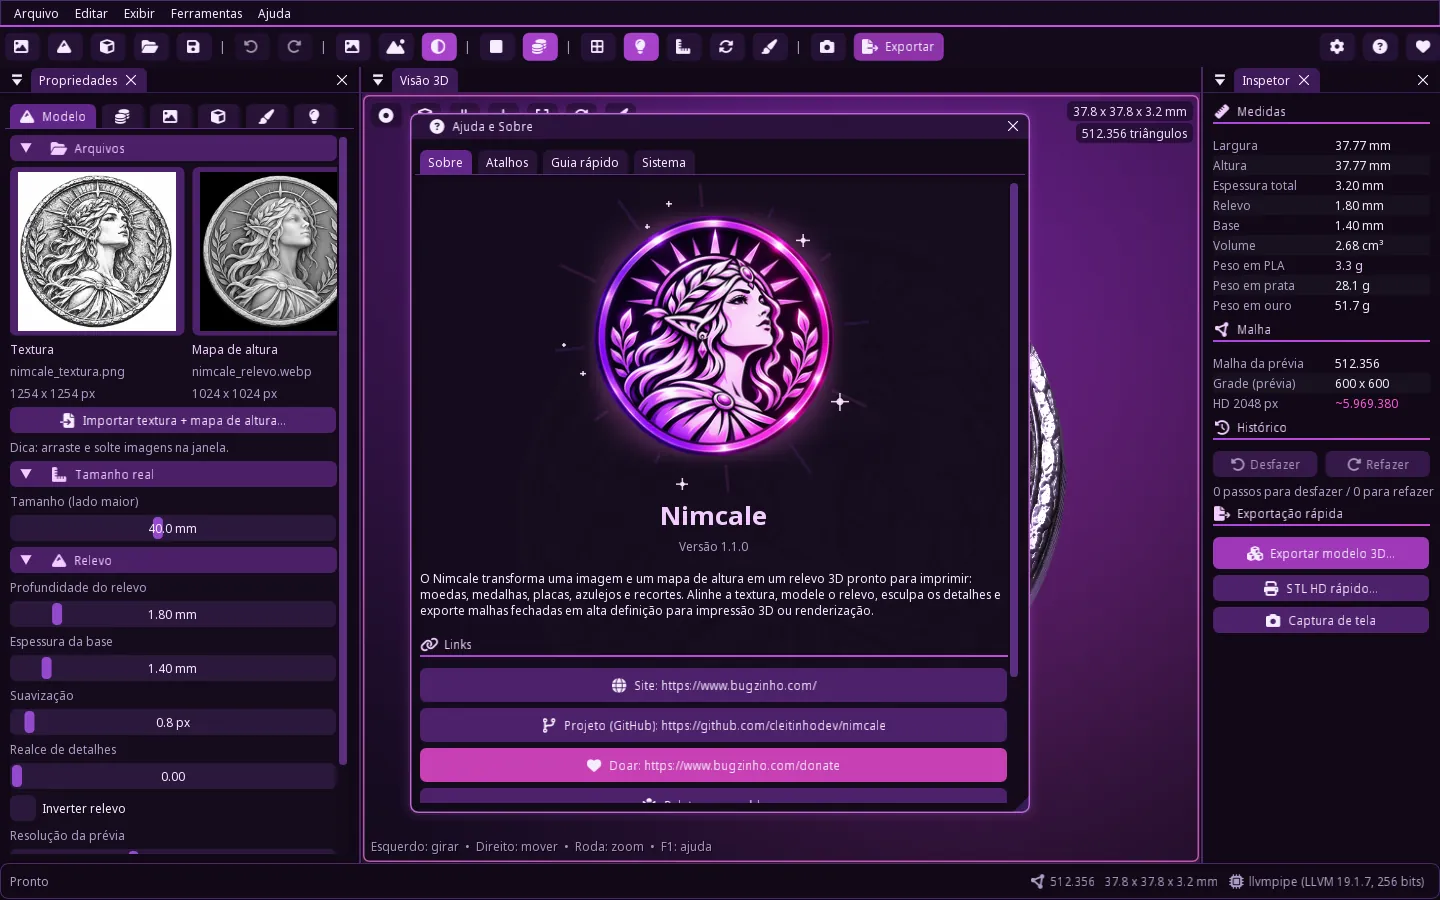 Arquivo Editar Exibir Ferramentas Ajuda
Exportar
Propriedades
Modelo
Arquivos
Textura
nimcale_textura.png
1254 x 1254 px
Mapa de altura
nimcale_relevo.webp
1024 x 1024 px
Importar textura + mapa de altura...
Dica: arraste e solte imagens na janela.
Tamanho real
Tamanho (lado maior)
40.0 mm
Relevo
Profundidade do relevo
1.80 mm
Espessura da base
1.40 mm
Suavização
0.8 px
Realce de detalhes
0.00
Inverter relevo
Resolução da prévia
Visão 3D
37.8 x 37.8 x 3.2 mm
512.356 triângulos
Ajuda e Sobre
Sobre Atalhos Guia rápido Sistema
Nimcale
Versão 1.1.0
O Nimcale transforma uma imagem e um mapa de altura em um relevo 3D pronto para imprimir:
moedas, medalhas, placas, azulejos e recortes. Alinhe a textura, modele o relevo, esculpa os detalhes e
exporte malhas fechadas em alta definição para impressão 3D ou renderização.
Links
Site: https://www.bugzinho.com/
Projeto (GitHub): https://github.com/cleitinhodev/nimcale
Doar: https://www.bugzinho.com/donate
Esquerdo: girar • Direito: mover • Roda: zoom • F1: ajuda
Inspetor
Medidas
Largura 37.77 mm
Altura 37.77 mm
Espessura total 3.20 mm
Relevo 1.80 mm
Base 1.40 mm
Volume 2.68 cm³
Peso em PLA 3.3 g
Peso em prata 28.1 g
Peso em ouro 51.7 g
Malha
Malha da prévia 512.356
Grade (prévia) 600 x 600
HD 2048 px ~5.969.380
Histórico
Desfazer Refazer
0 passos para desfazer / 0 para refazer
Exportação rápida
Exportar modelo 3D...
STL HD rápido...
Captura de tela
Pronto
512.356 37.8 x 37.8 x 3.2 mm llvmpipe (LLVM 19.1.7, 256 bits)